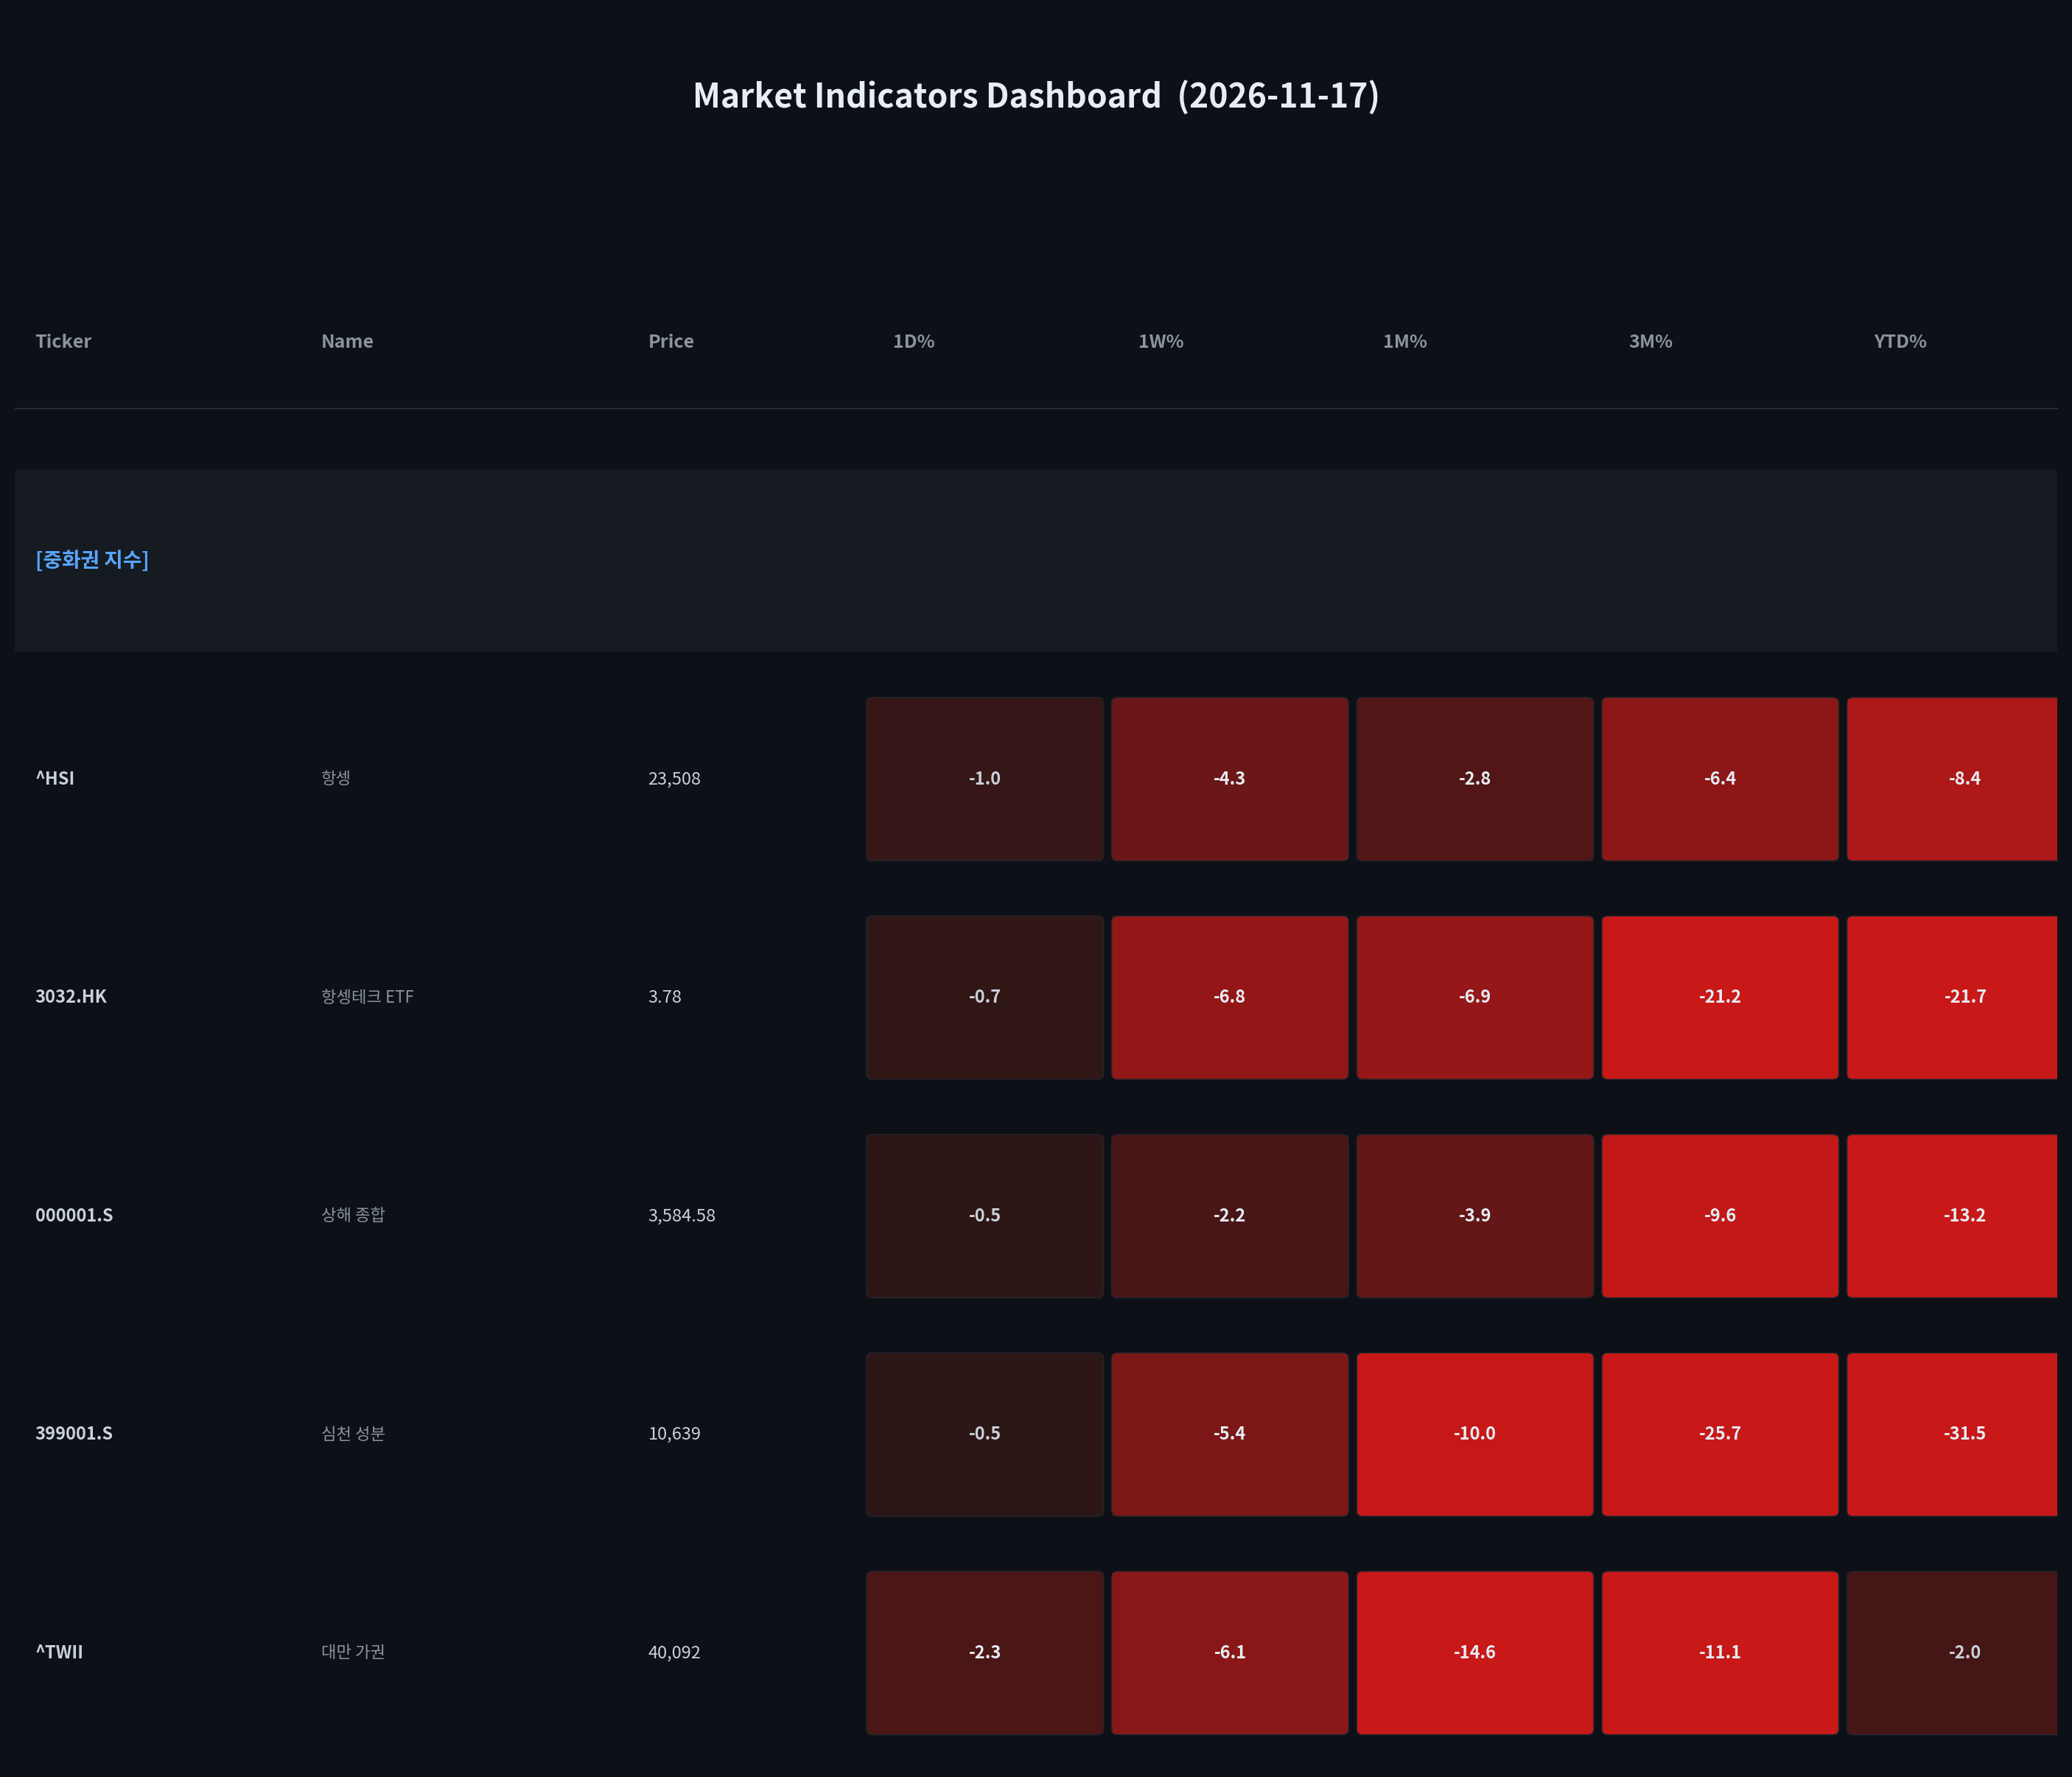 Market Indicators Dashboard (2026-11-17)
Ticker Name Price 1D% 1W% 1M% 3M% YTD%
[중화권 지수]
^HSI 항셍 23,508 -1.0 -4.3 -2.8 -6.4 -8.4
3032.HK 항셍테크 ETF 3.78 -0.7 -6.8 -6.9 -21.2 -21.7
000001.S 상해 종합 3,584.58 -0.5 -2.2 -3.9 -9.6 -13.2
399001.S 심천 성분 10,639 -0.5 -5.4 -10.0 -25.7 -31.5
^TWII 대만 가권 40,092 -2.3 -6.1 -14.6 -11.1 -2.0